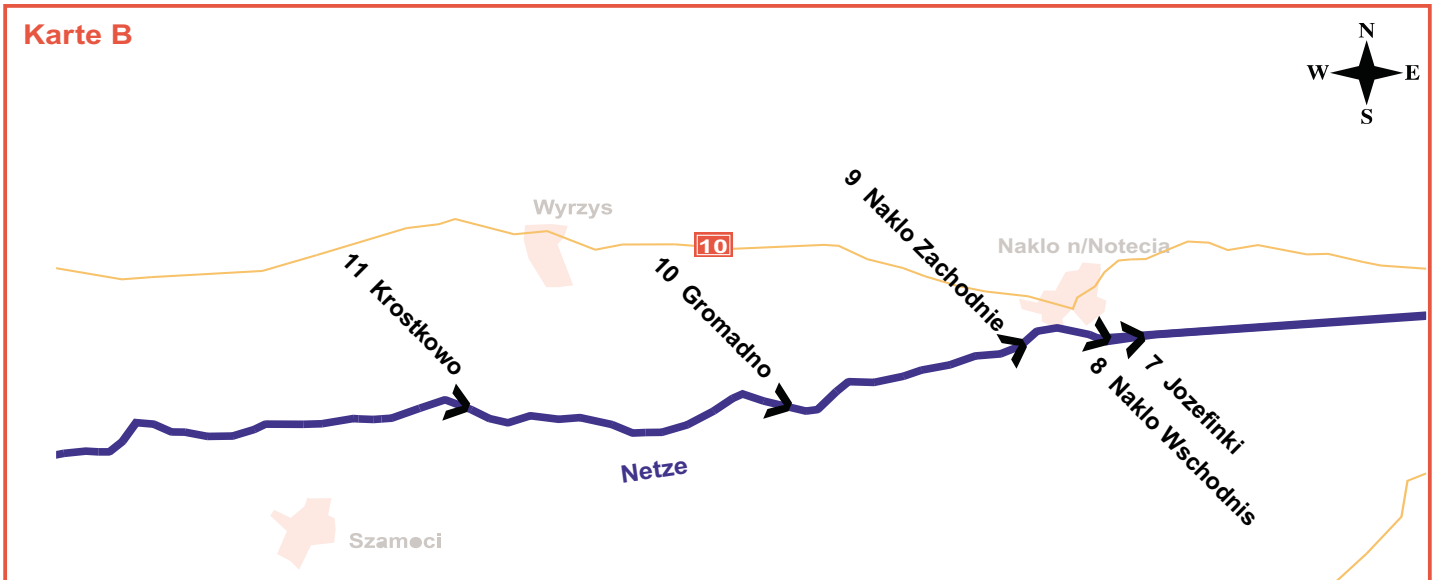 Karte B
N
W E
S
Wyrzys
10
9 Naklo Zachodnie
Naklo n/Notecia
11 Krostkowo
10 Gromadno
7 Jozefinki
8 Naklo Wschodnis
Netze
Szamoci